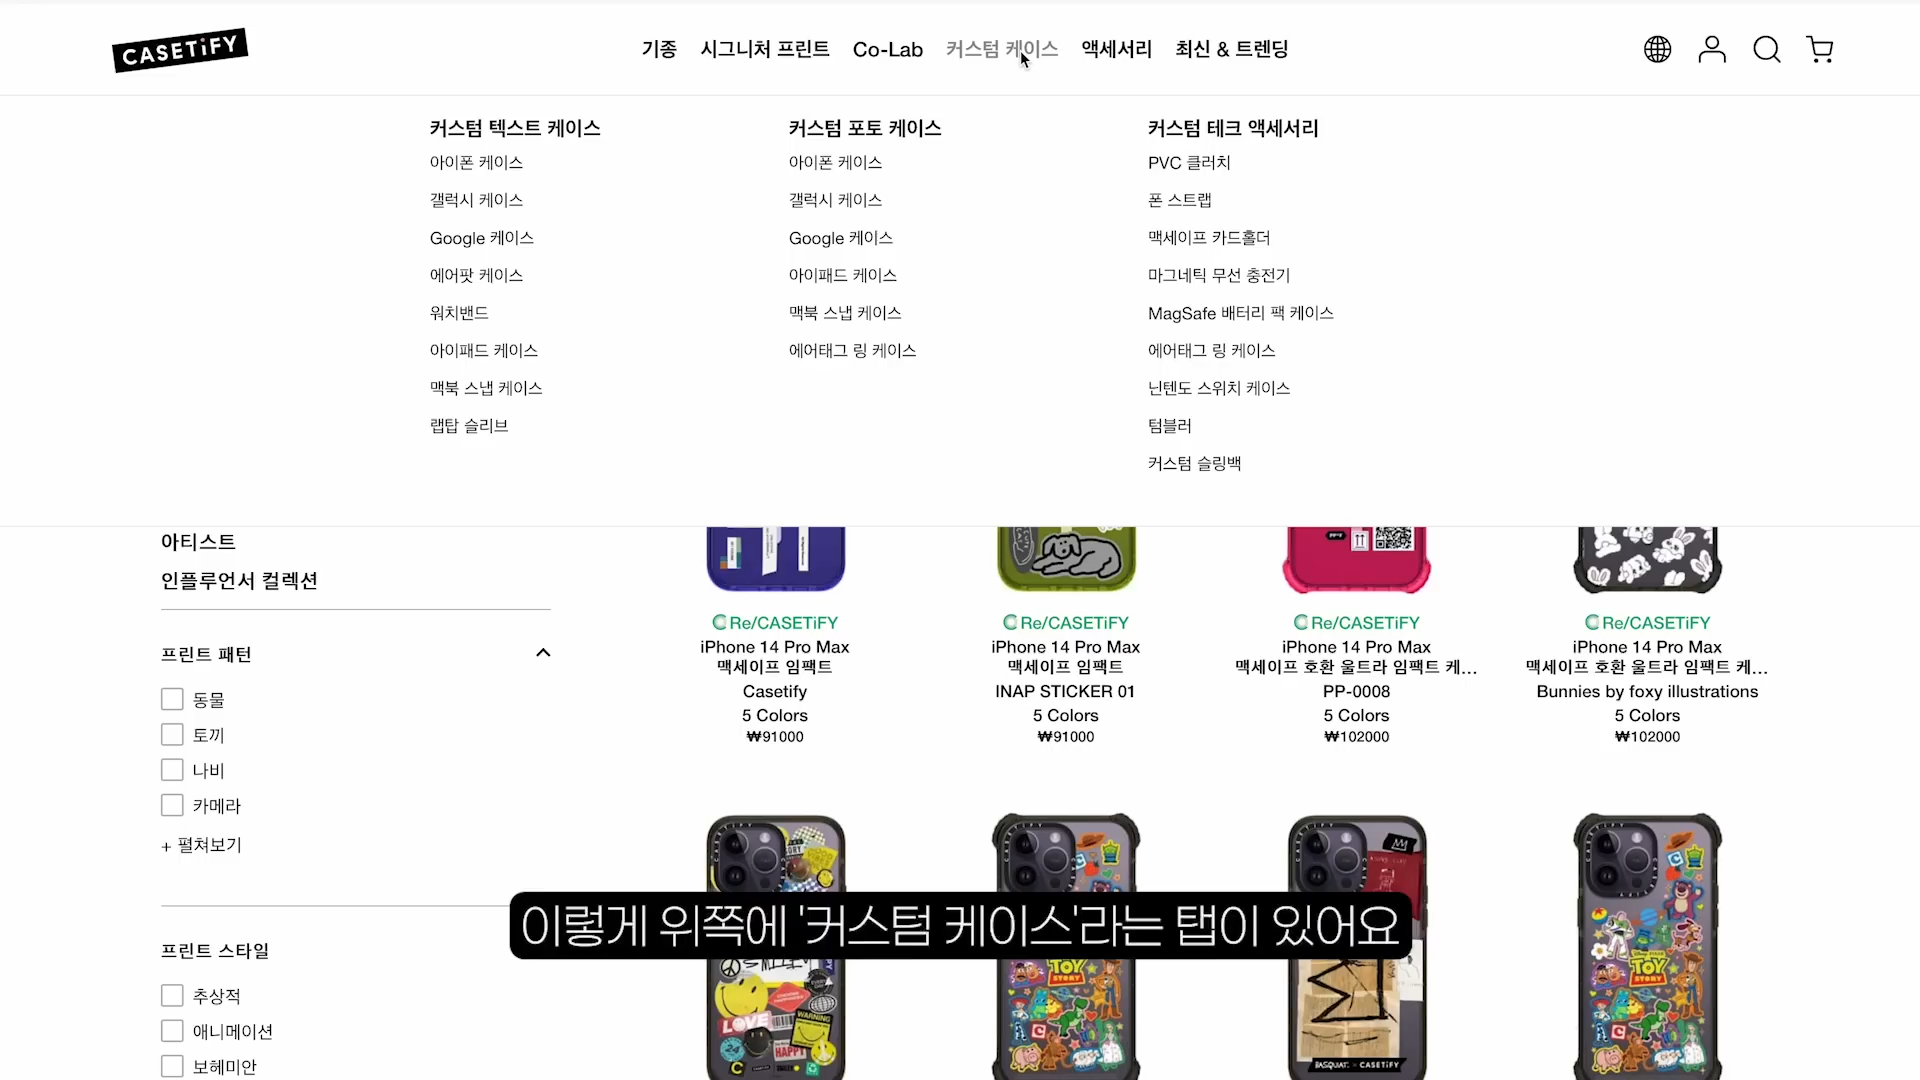 CASETiFY
기종 시그니처 프린트 Co-Lab 커스텀 케이스 액세서리 최신 & 트렌딩
커스텀 텍스트 케이스
아이폰 케이스
갤럭시 케이스
Google 케이스
에어팟 케이스
워치밴드
아이패드 케이스
맥북 스냅 케이스
랩탑 슬리브
커스텀 포토 케이스
아이폰 케이스
갤럭시 케이스
Google 케이스
아이패드 케이스
맥북 스냅 케이스
에어태그 링 케이스
커스텀 테크 액세서리
PVC 클러치
폰 스트랩
맥세이프 카드홀더
마그네틱 무선 충전기
MagSafe 배터리 팩 케이스
에어태그 링 케이스
닌텐도 스위치 케이스
텀블러
커스텀 슬링백
아티스트
인플루언서 컬렉션
프린트 패턴
동물
토끼
나비
카메라
+ 펼쳐보기
프린트 스타일
추상적
애니메이션
보헤미안
Re/CASETiFY
iPhone 14 Pro Max
맥세이프 임팩트
Casetify
5 Colors
₩91000
Re/CASETiFY
iPhone 14 Pro Max
맥세이프 임팩트
INAP STICKER 01
5 Colors
₩91000
Re/CASETiFY
iPhone 14 Pro Max
맥세이프 호환 울트라 임팩트 케...
PP-0008
5 Colors
₩102000
Re/CASETiFY
iPhone 14 Pro Max
맥세이프 호환 울트라 임팩트 케...
Bunnies by foxy illustrations
5 Colors
₩102000
이렇게 위쪽에 '커스텀 케이스'라는 탭이 있어요
LOVE
WARNING
HAPPY
TOY
STORY
BASQUIAT × CASETiFY
TOY
STORY